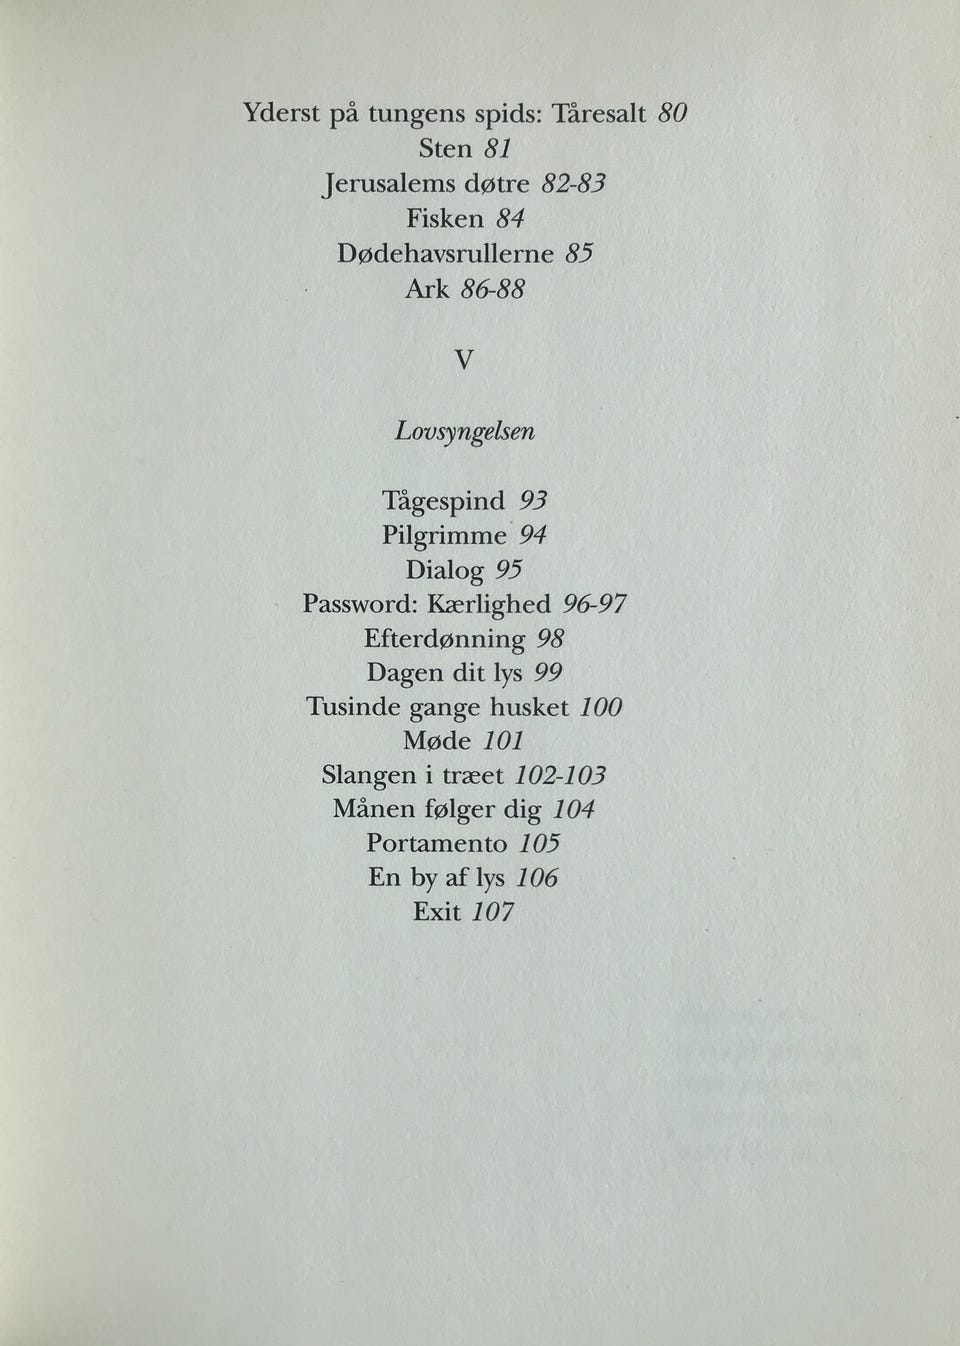 Yderst på tungens spids: Tåresalt 80
Sten 81
Jerusalems døtre 82-83
Fisken 84
Dødehavsrullerne 85
Ark 86-88
V
Lovsyngelsen
Tågespind 93
Pilgrimme 94
Dialog 95
Password: Kærlighed 96-97
Efterdønning 98
Dagen dit lys 99
Tusinde gange husket 100
Møde 101
Slangen i træet 102-103
Månen følger dig 104
Portamento 105
En by af lys 106
Exit 107